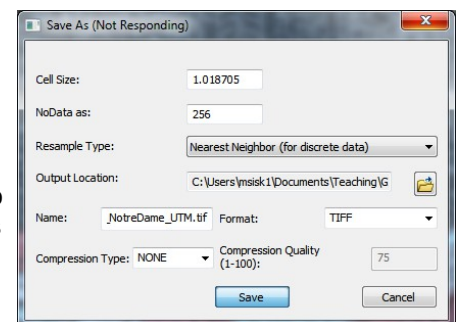 Save As (Not Responding)
Cell Size: 1.018705
NoData as: 256
Resample Type: Nearest Neighbor (for discrete data)
Output Location: C:\Users\msisk1\Documents\Teaching\G
Name: _NotreDame_UTM.tif Format: TIFF
Compression Type: NONE Compression Quality (1-100): 75
Save Cancel